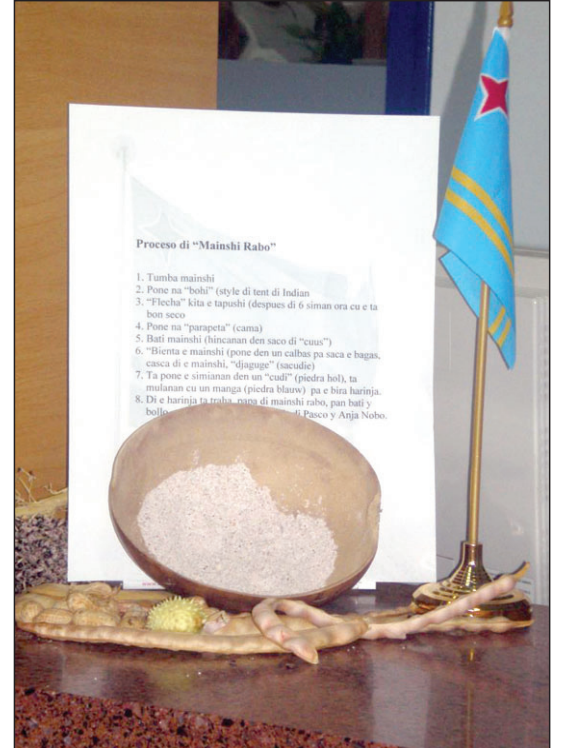 Proceso di “Mainshi Rabo”
1. Tumba mainshi
2. Pone na “bohi” (style di tent di Indian
3. “Flecha” kita e tapushi (despues di 6 siman ora cu e ta
bon seco
4. Pone na “parapeta” (cama)
5. Bati mainshi (hincanan den saco di “cuus”)
6. “Bienta e mainshi (pone den un calbas pa saca e bagas,
casca di e mainshi, “djaguge” (sacudie)
7. Ta pone e simianan den un “cudi” (piedra hol), ta
mulanan cu un manga (piedra blauw) pa e bira harinja.
8. Di e harinja ta traha, papa di mainshi rabo, pan bati y
bollo di Pasco y Anja Nobo.